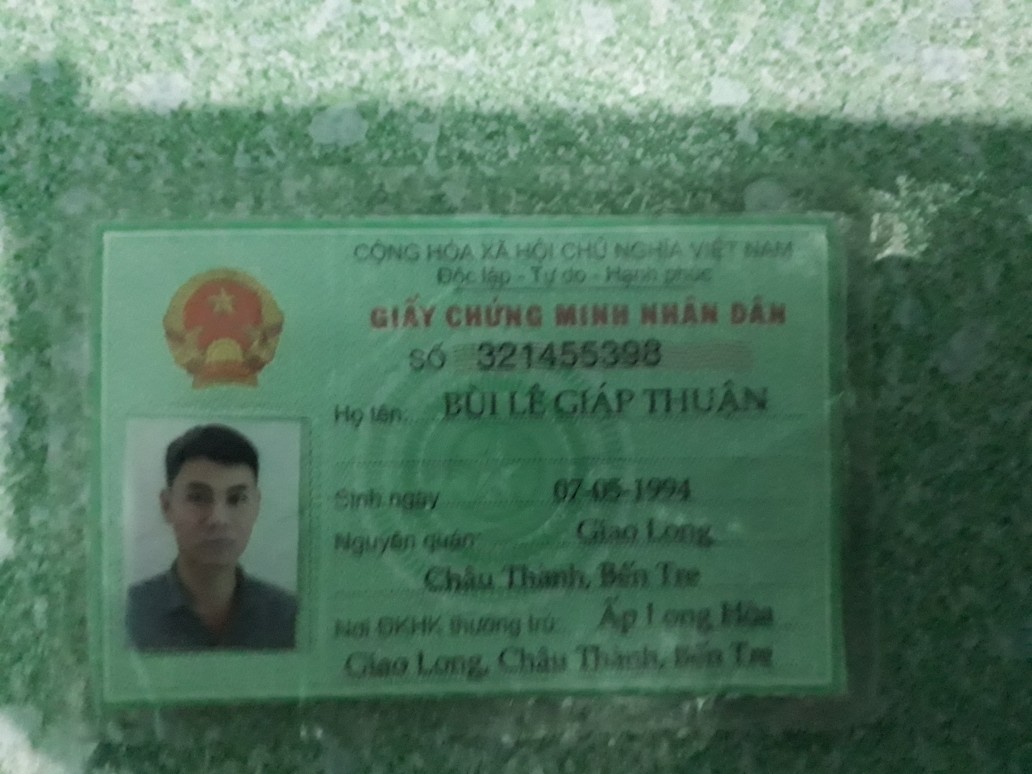 CỘNG HÒA XÃ HỘI CHỦ NGHĨA VIỆT NAM
Độc lập - Tự do - Hạnh phúc
GIẤY CHỨNG MINH NHÂN DÂN
SỐ 321455398
Họ tên: BÙI LÊ GIÁP THUẬN
Sinh ngày 07-05-1994
Nguyên quán: Giao Long
Châu Thành, Bến Tre
Nơi ĐKHK thường trú: Ấp Long Hòa
Giao Long, Châu Thành, Bến Tre